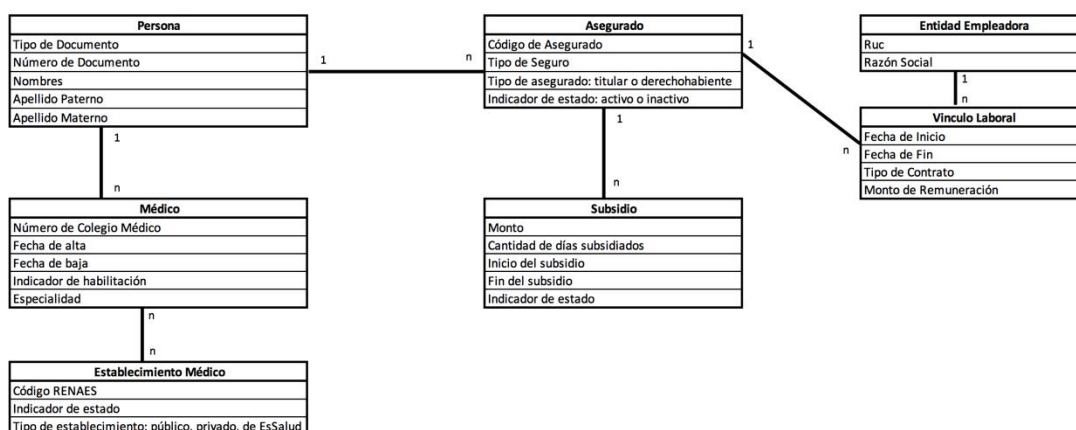 Persona
Tipo de Documento
Número de Documento
Nombres
Apellido Paterno
Apellido Materno
1
n
Asegurado
Código de Asegurado
Tipo de Seguro
Tipo de asegurado: titular o derechohabiente
Indicador de estado: activo o inactivo
1
n
Entidad Empleadora
Ruc
Razón Social
1
n
Vinculo Laboral
Fecha de Inicio
Fecha de Fin
Tipo de Contrato
Monto de Remuneración
1
n
Médico
Número de Colegio Médico
Fecha de alta
Fecha de baja
Indicador de habilitación
Especialidad
1
n
Subsidio
Monto
Cantidad de días subsidiados
Inicio del subsidio
Fin del subsidio
Indicador de estado
n
n
Establecimiento Médico
Código RENAES
Indicador de estado
Tipo de establecimiento: público, privado, de EsSalud